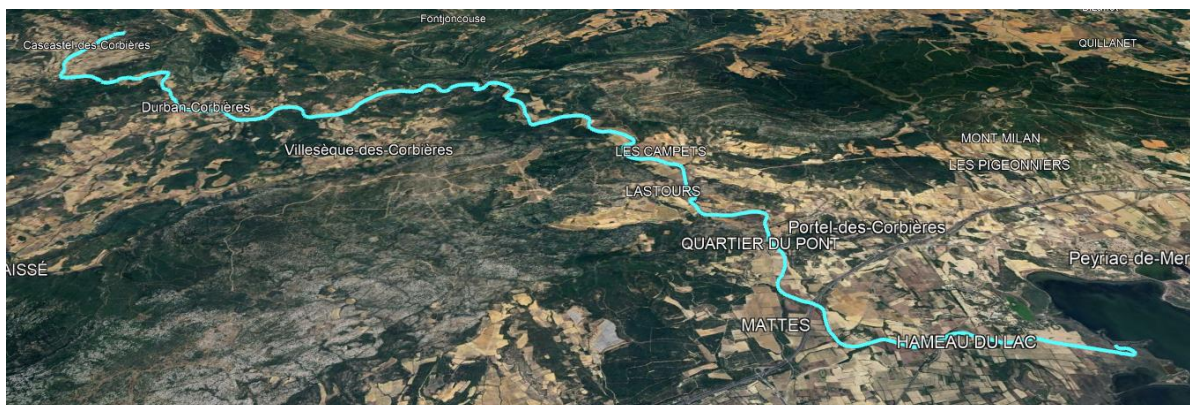 Fontjoncouse
Cascastel-des-Corbières
QUILLANET
Durban-Corbières
MONT MILAN
Villesèque-des-Corbières
LES CAMPETS
LES PIGEONNIERS
LASTOURS
Portel-des-Corbières
QUARTIER DU PONT
Peyriac-de-Mer
AISSÉ
MATTES
HAMEAU DU LAC